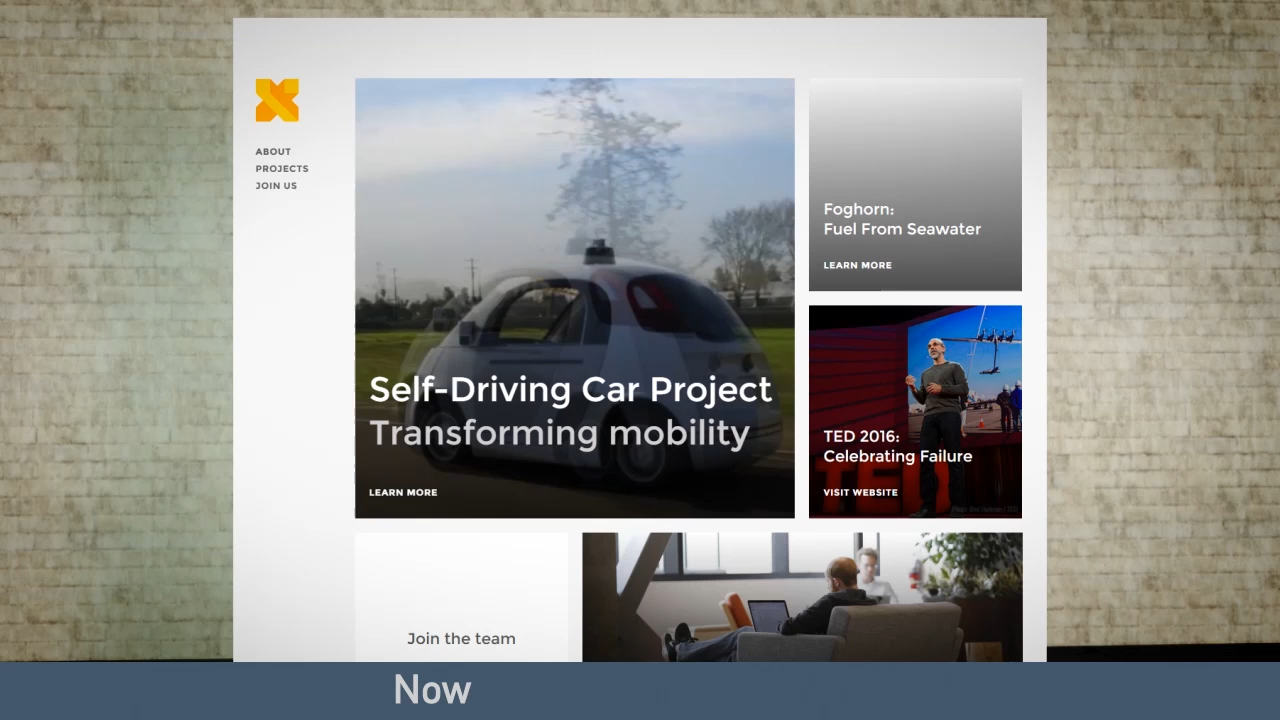 ABOUT
PROJECTS
JOIN US
Self-Driving Car Project
Transforming mobility
LEARN MORE
Foghorn:
Fuel From Seawater
LEARN MORE
TED 2016:
Celebrating Failure
VISIT WEBSITE
Join the team
Now